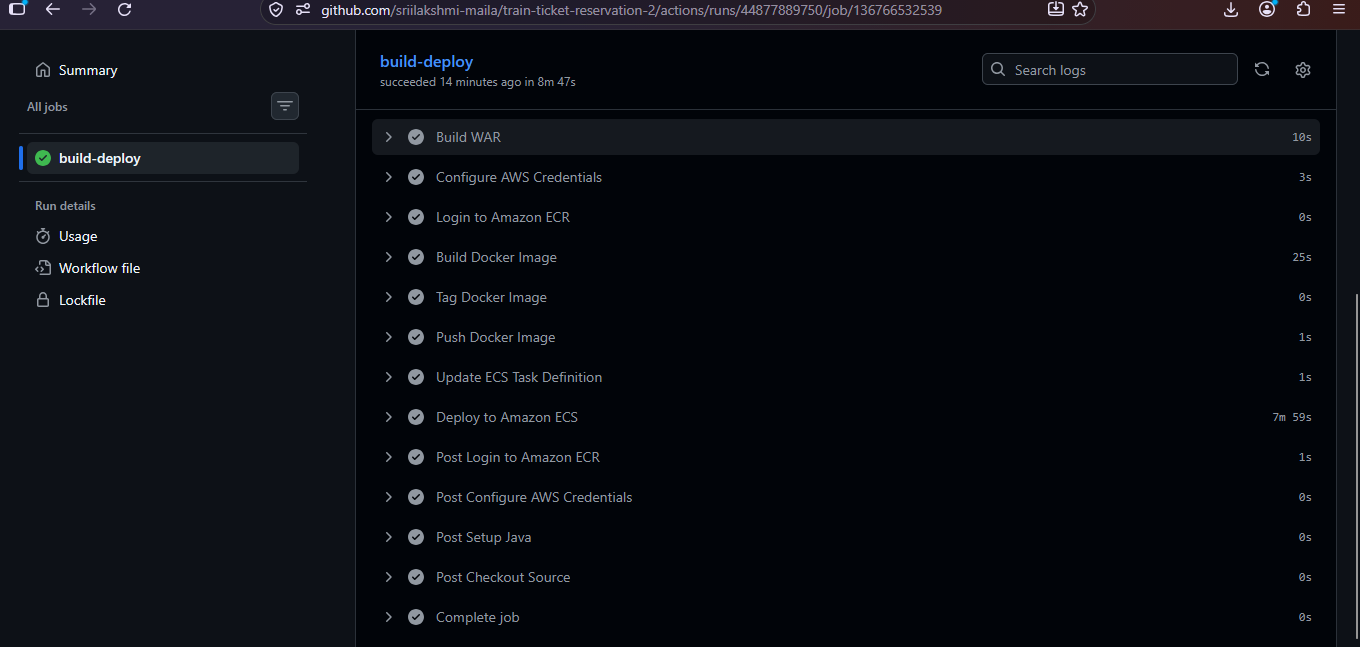 github.com/sriilakshmi-maila/train-ticket-reservation-2/actions/runs/44877889750/job/136766532539
Summary
All jobs
build-deploy
Run details
Usage
Workflow file
Lockfile
build-deploy
succeeded 14 minutes ago in 8m 47s
Search logs
Build WAR 10s
Configure AWS Credentials 3s
Login to Amazon ECR 0s
Build Docker Image 25s
Tag Docker Image 0s
Push Docker Image 1s
Update ECS Task Definition 1s
Deploy to Amazon ECS 7m 59s
Post Login to Amazon ECR 1s
Post Configure AWS Credentials 0s
Post Setup Java 0s
Post Checkout Source 0s
Complete job 0s